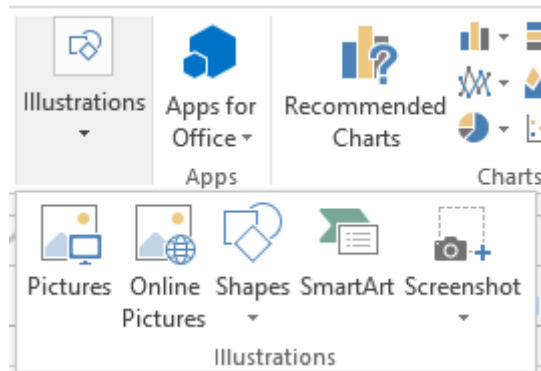 Illustrations
Apps for
Office
Recommended
Charts
Apps
Charts
Pictures
Online
Pictures
Shapes
SmartArt
Screenshot
Illustrations